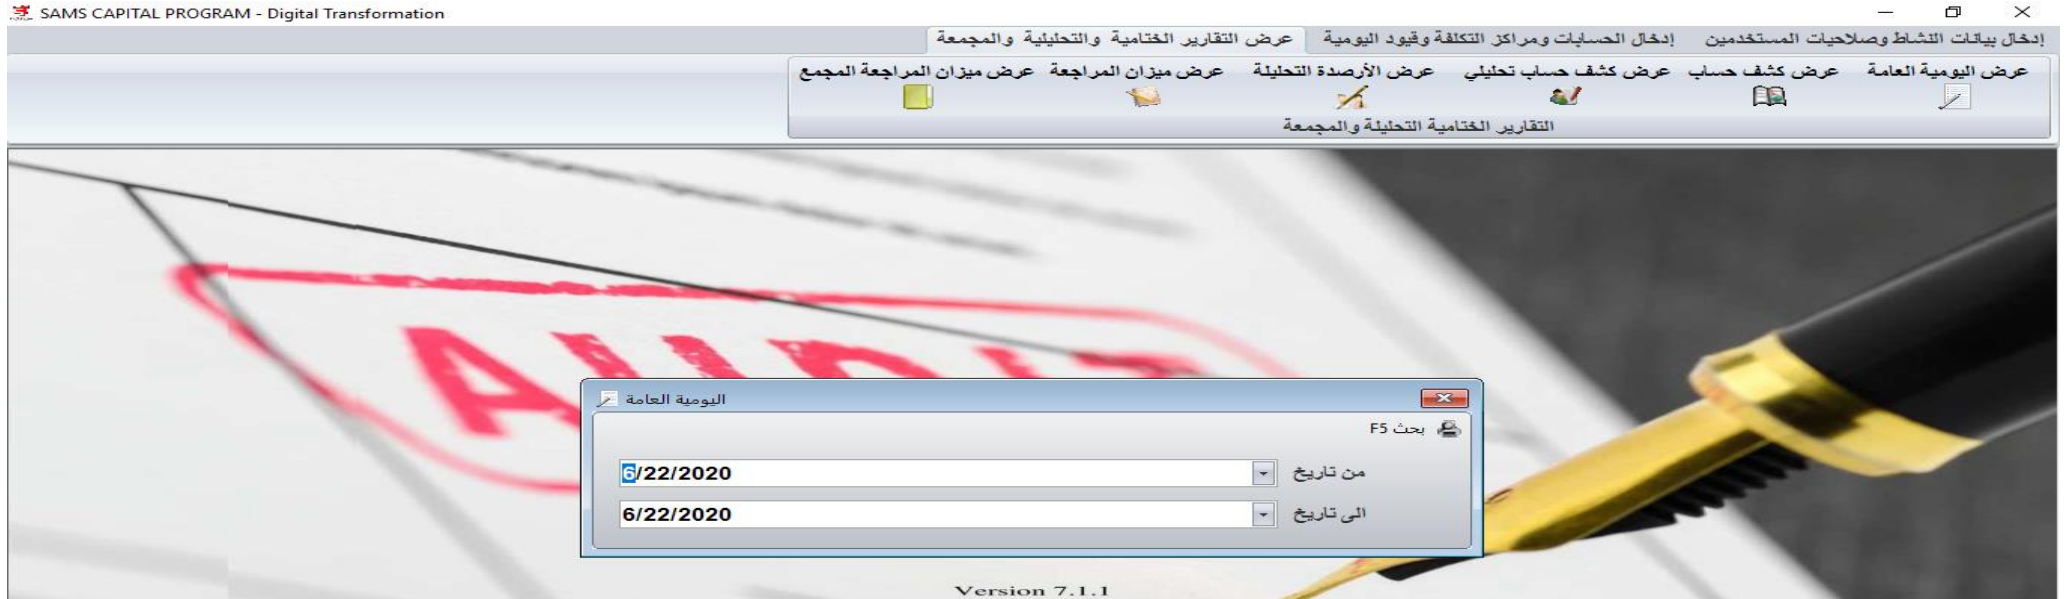 SAMS CAPITAL PROGRAM - Digital Transformation
إدخال بيانات النشاط وصلاحيات المستخدمين
إدخال الحسابات ومراكز التكلفة وقيود اليومية
عرض التقارير الختامية والتحليلية والمجمعة
عرض اليومية العامة
عرض كشف حساب
عرض كشف حساب تحليلي
عرض الأرصدة التحليلة
عرض ميزان المراجعة
عرض ميزان المراجعة المجمع
التقارير الختامية التحليلة والمجمعة
اليومية العامة
بحث F5
من تاريخ
6/22/2020
الى تاريخ
6/22/2020
Version 7.1.1